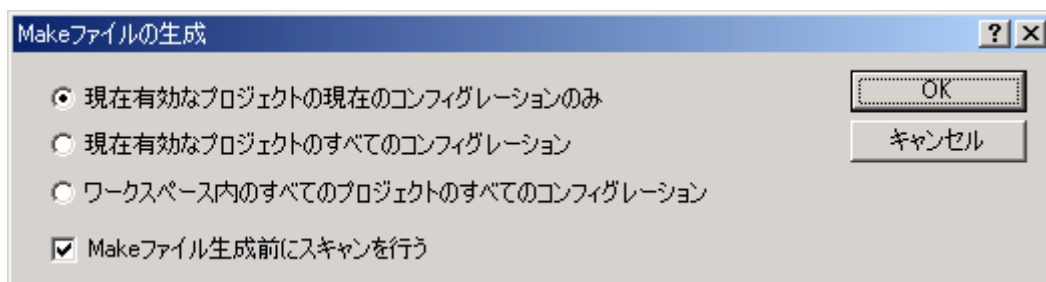 Makeファイルの生成
現在有効なプロジェクトの現在のコンフィグレーションのみ
現在有効なプロジェクトのすべてのコンフィグレーション
ワークスペース内のすべてのプロジェクトのすべてのコンフィグレーション
Makeファイル生成前にスキャンを行う
OK
キャンセル